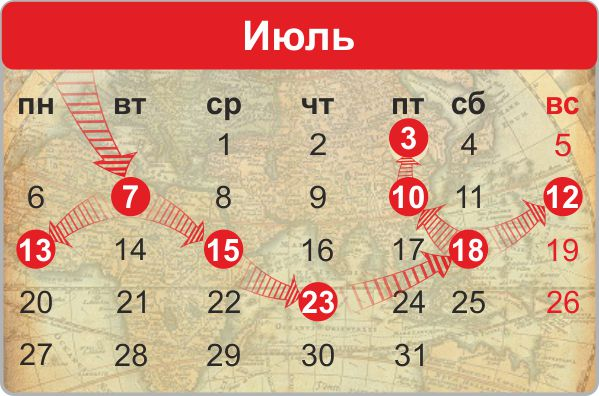 Июль
пн вт ср чт пт сб вс
1 2 3 4 5
6 7 8 9 10 11 12
13 14 15 16 17 18 19
20 21 22 23 24 25 26
27 28 29 30 31